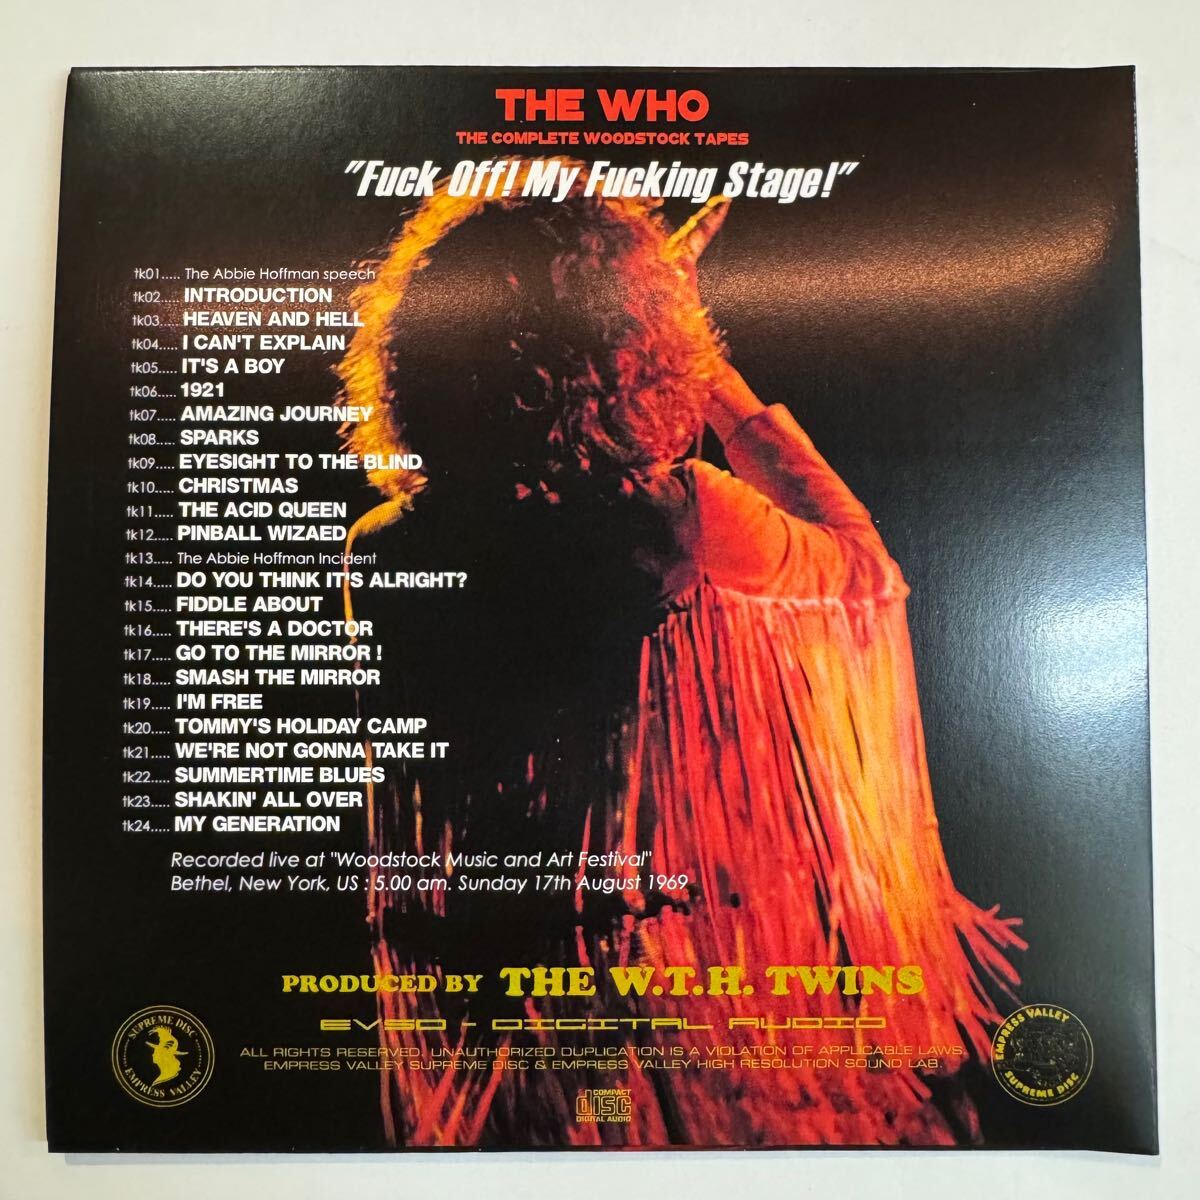 THE WHO
THE COMPLETE WOODSTOCK TAPES
"Fuck Off! My Fucking Stage!"
tk01..... The Abbie Hoffman speech
tk02..... INTRODUCTION
tk03..... HEAVEN AND HELL
tk04..... I CAN'T EXPLAIN
tk05..... IT'S A BOY
tk06..... 1921
tk07..... AMAZING JOURNEY
tk08..... SPARKS
tk09..... EYESIGHT TO THE BLIND
tk10..... CHRISTMAS
tk11..... THE ACID QUEEN
tk12..... PINBALL WIZAED
tk13..... The Abbie Hoffman Incident
tk14..... DO YOU THINK IT'S ALRIGHT?
tk15..... FIDDLE ABOUT
tk16..... THERE'S A DOCTOR
tk17..... GO TO THE MIRROR !
tk18..... SMASH THE MIRROR
tk19..... I'M FREE
tk20..... TOMMY'S HOLIDAY CAMP
tk21..... WE'RE NOT GONNA TAKE IT
tk22..... SUMMERTIME BLUES
tk23..... SHAKIN' ALL OVER
tk24..... MY GENERATION
Recorded live at "Woodstock Music and Art Festival"
Bethel, New York, US : 5.00 am. Sunday 17th August 1969
PRODUCED BY THE W.T.H. TWINS
EVSD - DIGITAL AUDIO
SUPREME DISC
EMPRESS VALLEY
ALL RIGHTS RESERVED. UNAUTHORIZED DUPLICATION IS A VIOLATION OF APPLICABLE LAWS.
EMPRESS VALLEY SUPREME DISC & EMPRESS VALLEY HIGH RESOLUTION SOUND LAB.
EMPRESS VALLEY
SUPREME DISC
COMPACT
disc
DIGITAL AUDIO